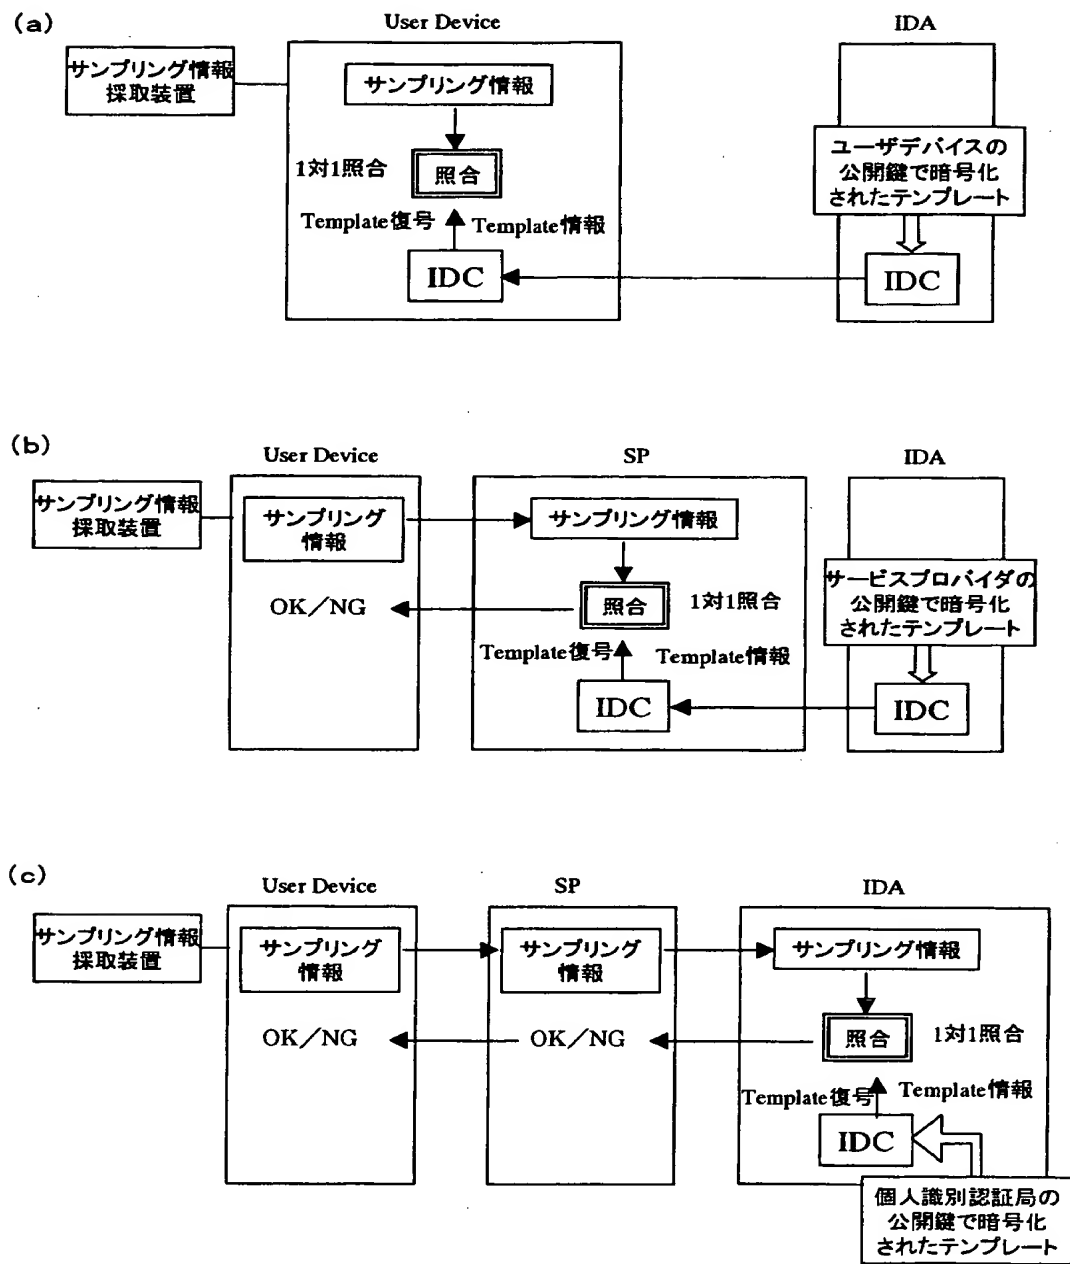 (a)
User Device
IDA
サンプリング情報
採取装置
サンプリング情報
1対1照合
照合
Template復号
Template情報
IDC
ユーザデバイスの
公開鍵で暗号化
されたテンプレート
IDC
(b)
User Device
SP
IDA
サンプリング情報
採取装置
サンプリング
情報
サンプリング情報
OK／NG
照合
1対1照合
Template復号
Template情報
IDC
サービスプロバイダの
公開鍵で暗号化
されたテンプレート
IDC
(c)
User Device
SP
IDA
サンプリング情報
採取装置
サンプリング
情報
サンプリング
情報
サンプリング情報
OK／NG
OK／NG
照合
1対1照合
Template復号
Template情報
IDC
個人識別認証局の
公開鍵で暗号化
されたテンプレート